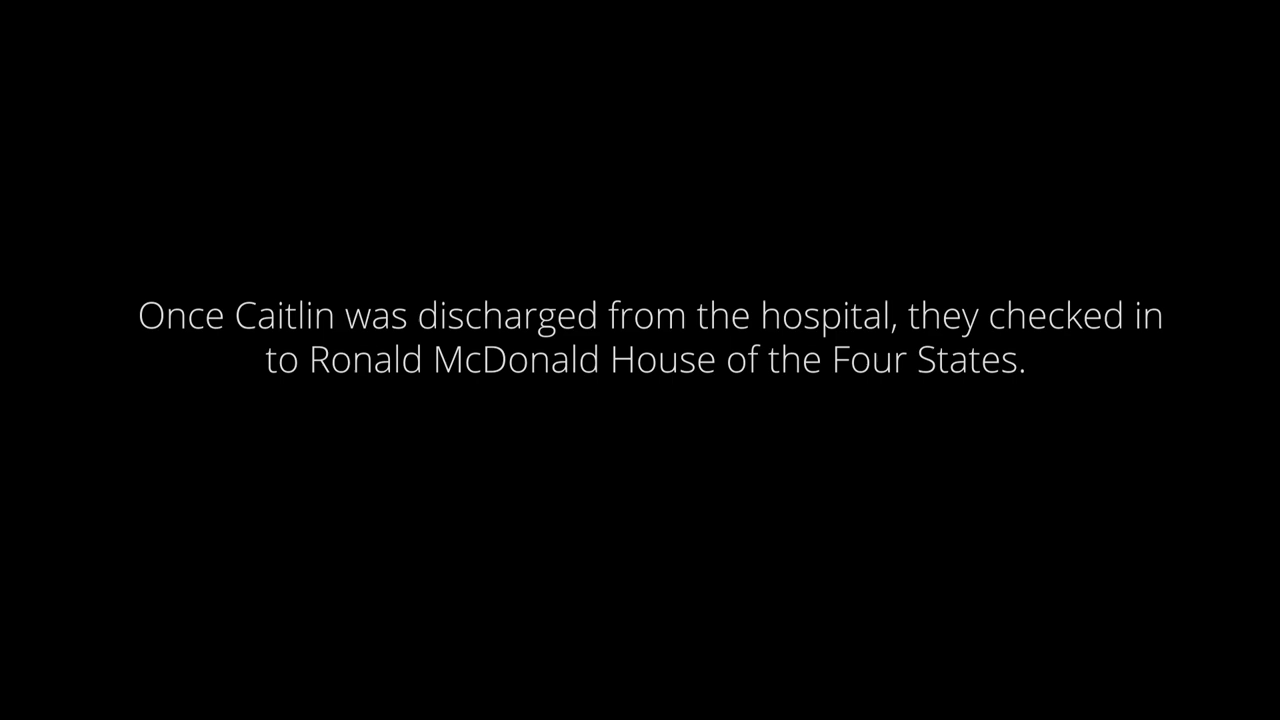 Once Caitlin was discharged from the hospital, they checked in
to Ronald McDonald House of the Four States.